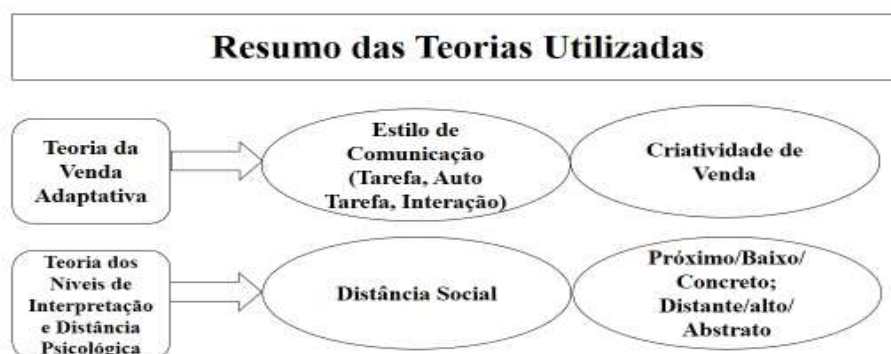 Resumo das Teorias Utilizadas
Teoria da
Venda
Adaptativa
Estilo de
Comunicação
(Tarefa, Auto
Tarefa, Interação)
Criatividade de
Venda
Teoria dos
Níveis de
Interpretação
e Distância
Psicológica
Distância Social
Próximo/Baixo/
Concreto;
Distante/alto/
Abstrato